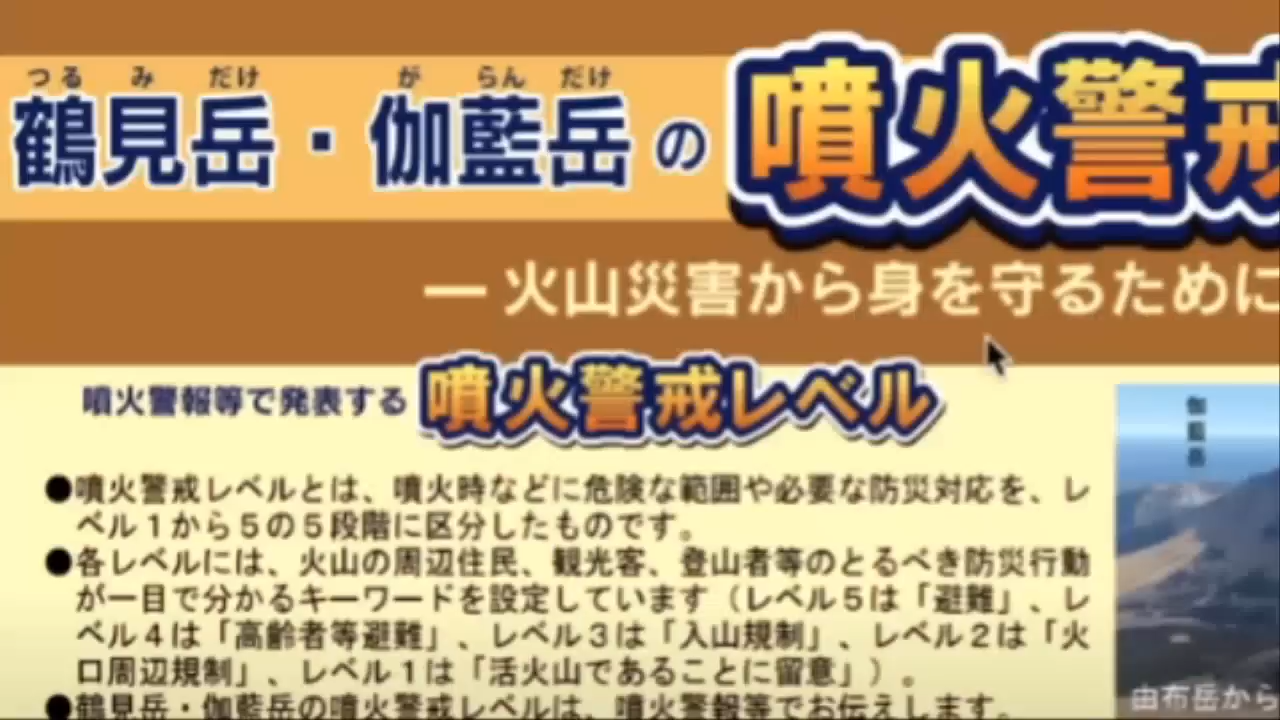 つる み だけ が らん だけ
鶴見岳・伽藍岳の噴火警戒
― 火山災害から身を守るために
噴火警報等で発表する 噴火警戒レベル
●噴火警戒レベルとは、噴火時などに危険な範囲や必要な防災対応を、レ
ベル１から５の５段階に区分したものです。
●各レベルには、火山の周辺住民、観光客、登山者等のとるべき防災行動
が一目で分かるキーワードを設定しています（レベル５は「避難」、レ
ベル４は「高齢者等避難」、レベル３は「入山規制」、レベル２は「火
口周辺規制」、レベル１は「活火山であることに留意」）。
●鶴見岳・伽藍岳の噴火警戒レベルは、噴火警報等でお伝えします。
伽藍岳
由布岳から